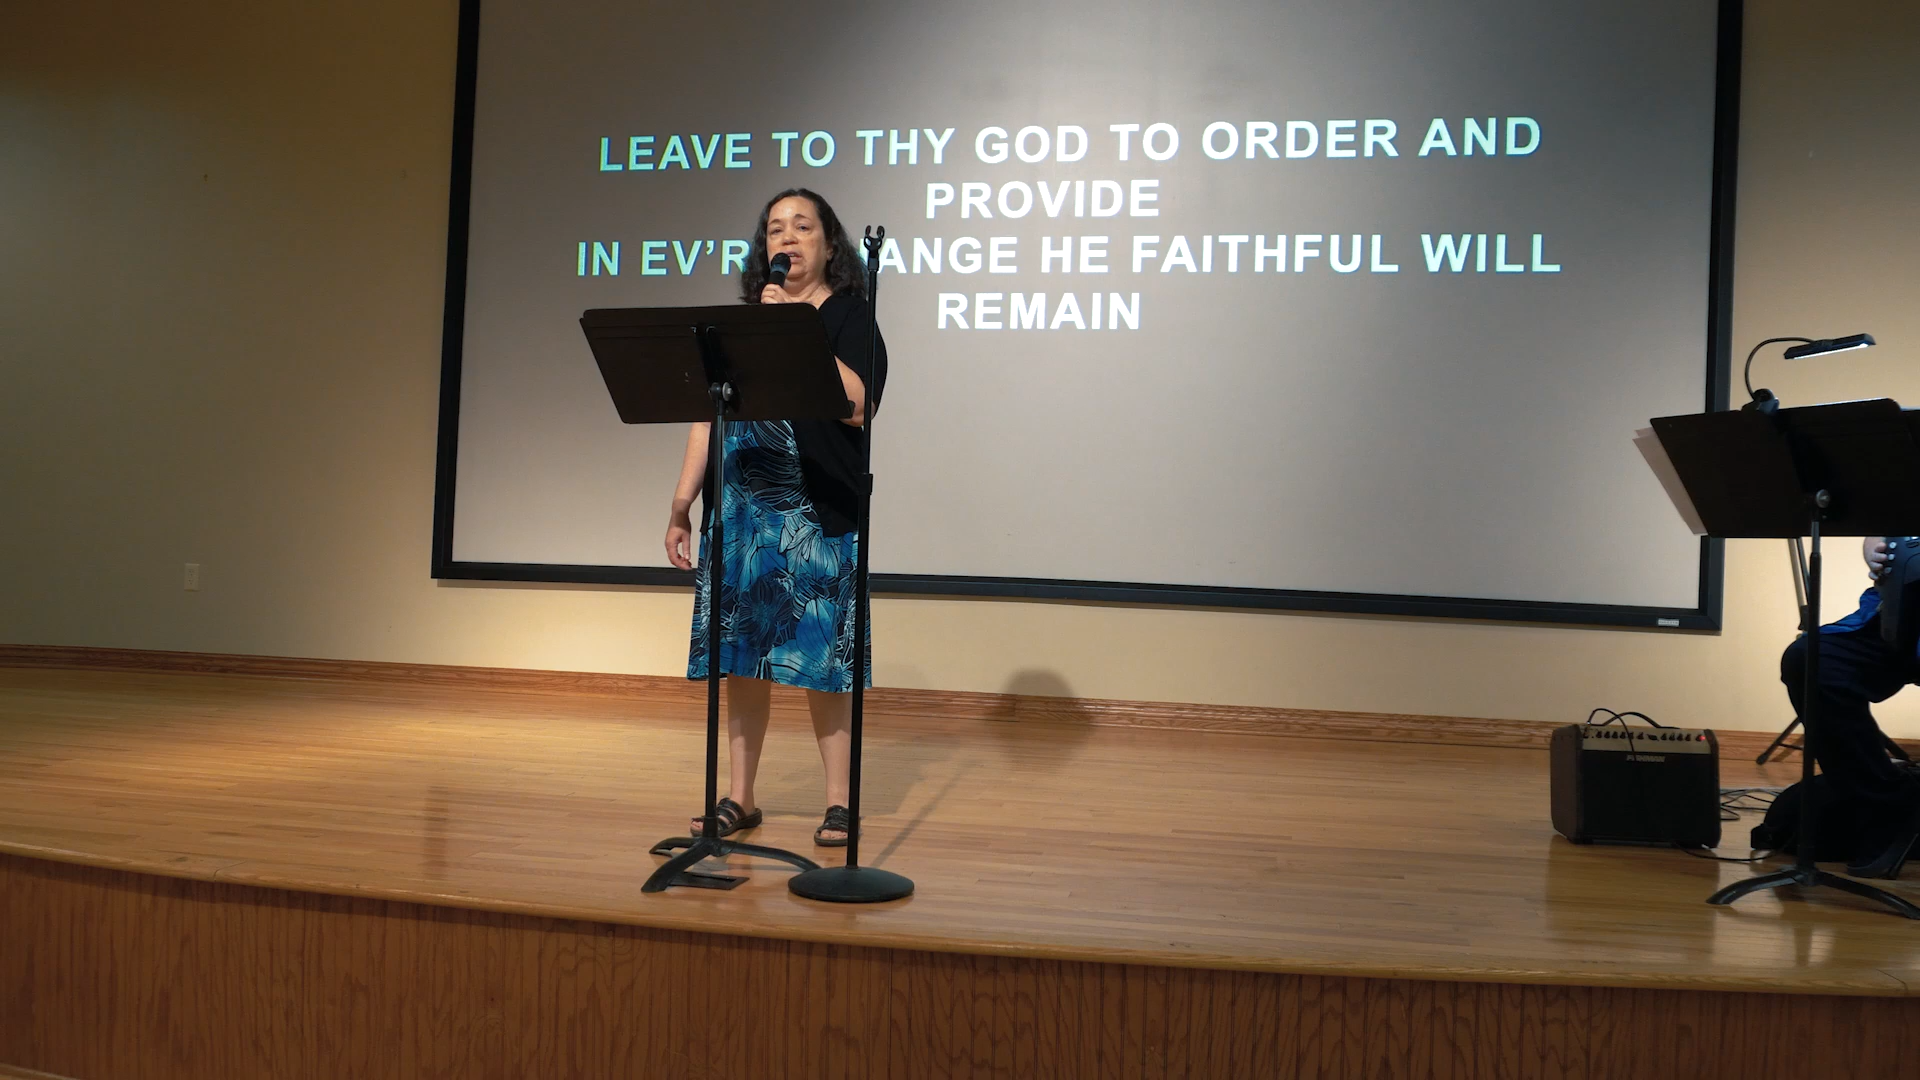 LEAVE TO THY GOD TO ORDER AND
PROVIDE
IN EV’R ANGE HE FAITHFUL WILL
REMAIN